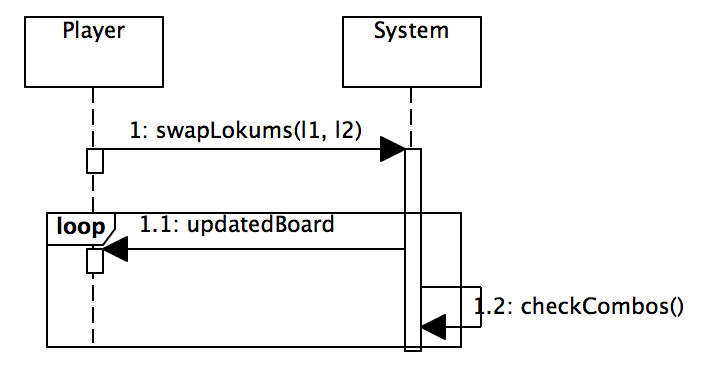 Player
System
1: swapLokums(l1, l2)
loop
1.1: updatedBoard
1.2: checkCombos()